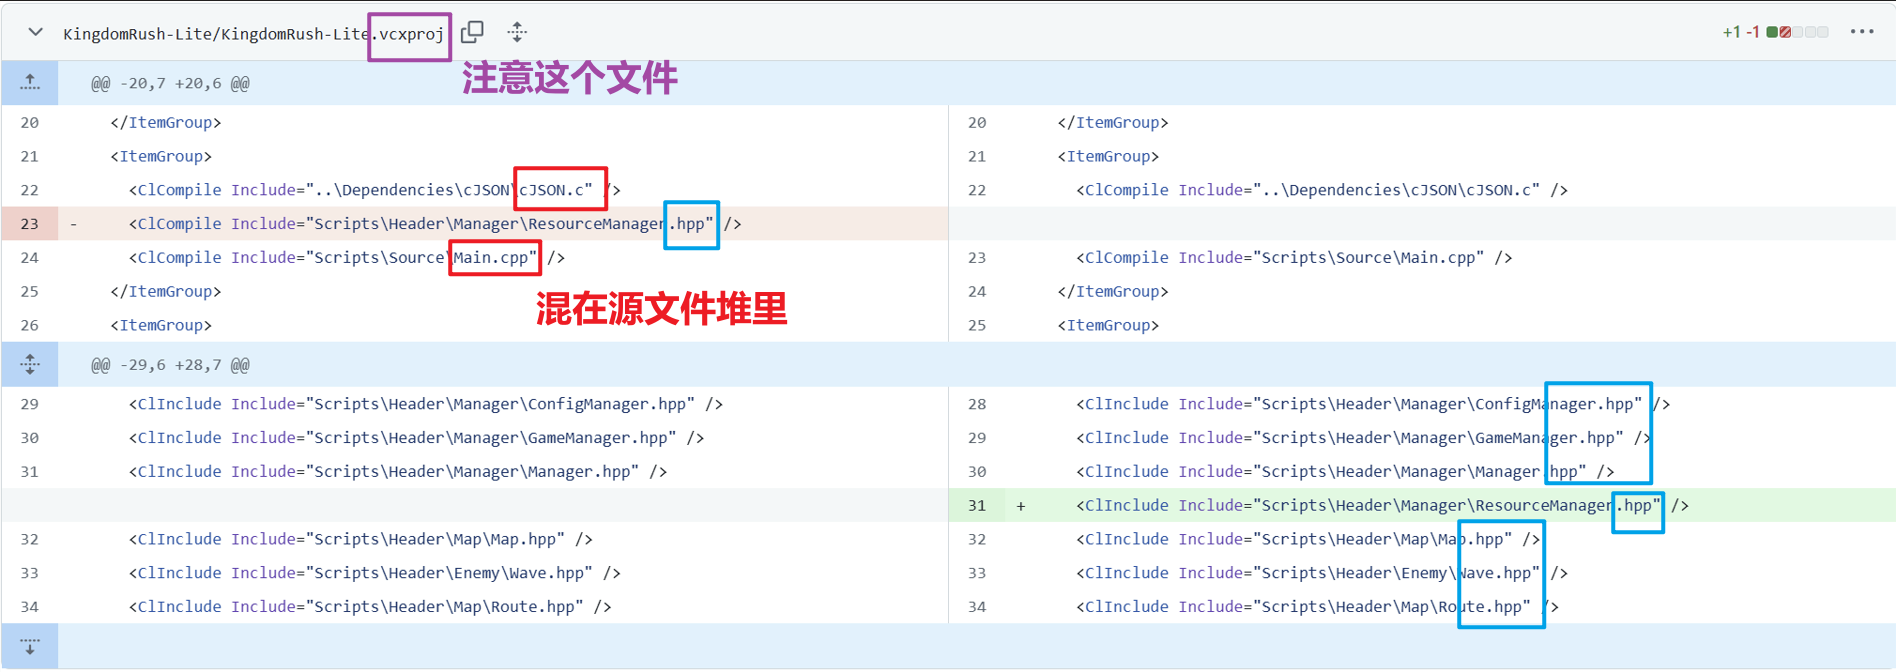 KingdomRush-Lite/KingdomRush-Lite.vcxproj
+1 -1
注意这个文件
@@ -20,7 +20,6 @@
20 </ItemGroup> 20 </ItemGroup>
21 <ItemGroup> 21 <ItemGroup>
22 <ClCompile Include="..\Dependencies\cJSON\cJSON.c" /> 22 <ClCompile Include="..\Dependencies\cJSON\cJSON.c" />
23 - <ClCompile Include="Scripts\Header\Manager\ResourceManager.hpp" />
24 <ClCompile Include="Scripts\Source\Main.cpp" /> 23 <ClCompile Include="Scripts\Source\Main.cpp" />
25 </ItemGroup> 24 </ItemGroup>
混在源文件堆里
26 <ItemGroup> 25 <ItemGroup>
@@ -29,6 +28,7 @@
29 <ClInclude Include="Scripts\Header\Manager\ConfigManager.hpp" /> 28 <ClInclude Include="Scripts\Header\Manager\ConfigManager.hpp" />
30 <ClInclude Include="Scripts\Header\Manager\GameManager.hpp" /> 29 <ClInclude Include="Scripts\Header\Manager\GameManager.hpp" />
31 <ClInclude Include="Scripts\Header\Manager\Manager.hpp" /> 30 <ClInclude Include="Scripts\Header\Manager\Manager.hpp" />
31 + <ClInclude Include="Scripts\Header\Manager\ResourceManager.hpp" />
32 <ClInclude Include="Scripts\Header\Map\Map.hpp" /> 32 <ClInclude Include="Scripts\Header\Map\Map.hpp" />
33 <ClInclude Include="Scripts\Header\Enemy\Wave.hpp" /> 33 <ClInclude Include="Scripts\Header\Enemy\Wave.hpp" />
34 <ClInclude Include="Scripts\Header\Map\Route.hpp" /> 34 <ClInclude Include="Scripts\Header\Map\Route.hpp" />